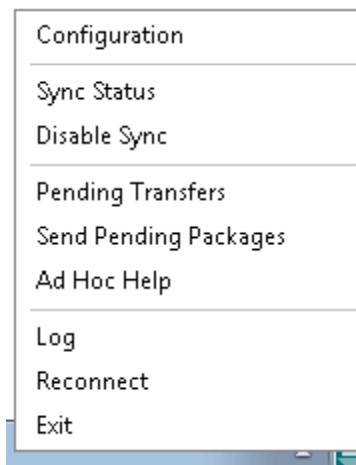 Configuration
Sync Status
Disable Sync
Pending Transfers
Send Pending Packages
Ad Hoc Help
Log
Reconnect
Exit